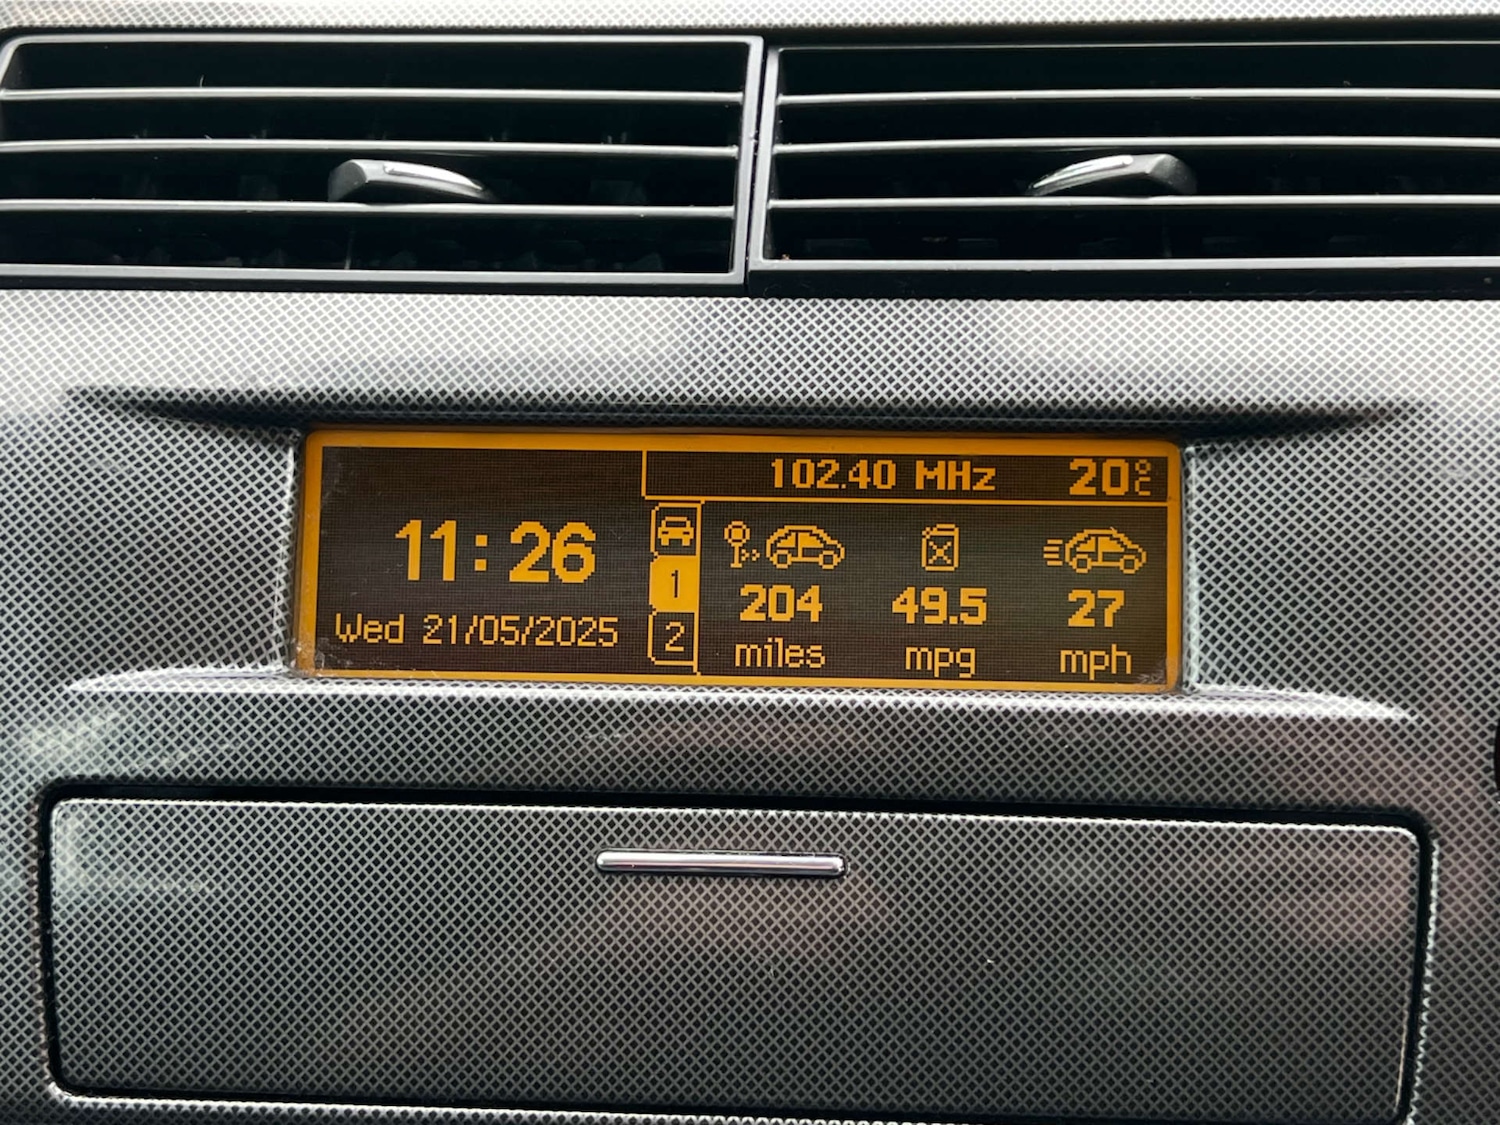 102.40 MHz 20°C
11:26
Wed 21/05/2025
1
2
204 49.5 27
miles mpg mph